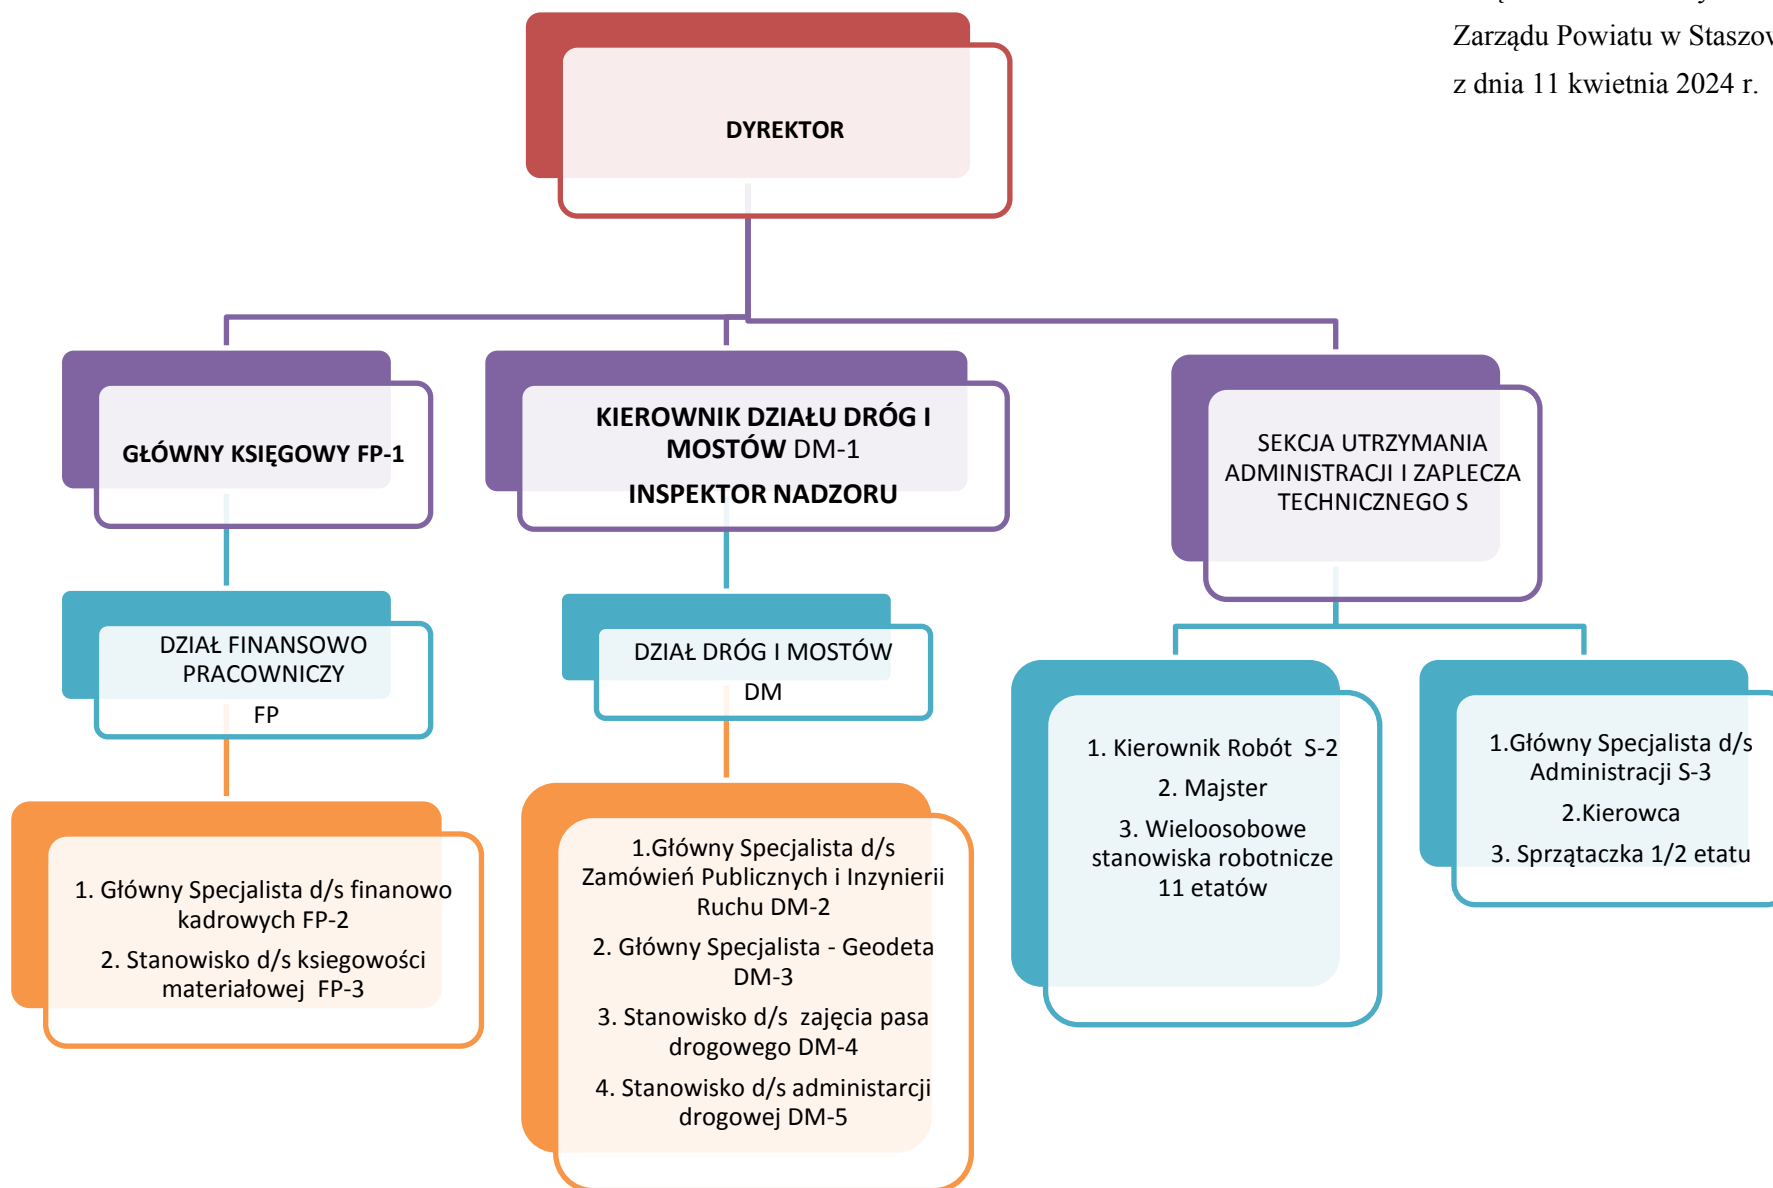 Zarządu Powiatu w
z dnia 11 kwietnia 2024 r.
DYREKTOR
GŁÓWNY KSIĘGOWY FP-1
KIEROWNIK DZIAŁU DRÓG I
MOSTÓW DM-1
INSPEKTOR NADZORU
SEKCJA UTRZYMANIA
ADMINISTRACJI I ZAPLECZA
TECHNICZNEGO S
DZIAŁ FINANSOWO
PRACOWNICZY
FP
DZIAŁ DRÓG I MOSTÓW
DM
1. Główny Specjalista d/s finanowo
kadrowych FP-2
2. Stanowisko d/s ksiegowości
materiałowej FP-3
1.Główny Specjalista d/s
Zamówień Publicznych i Inzynierii
Ruchu DM-2
2. Główny Specjalista - Geodeta
DM-3
3. Stanowisko d/s zajęcia pasa
drogowego DM-4
4. Stanowisko d/s administarcji
drogowej DM-5
1. Kierownik Robót S-2
2. Majster
3. Wieloosobowe
stanowiska robotnicze
11 etatów
1.Główny Specjalista d/s
Administracji S-3
2.Kierowca
3. Sprzątaczka 1/2 etatu